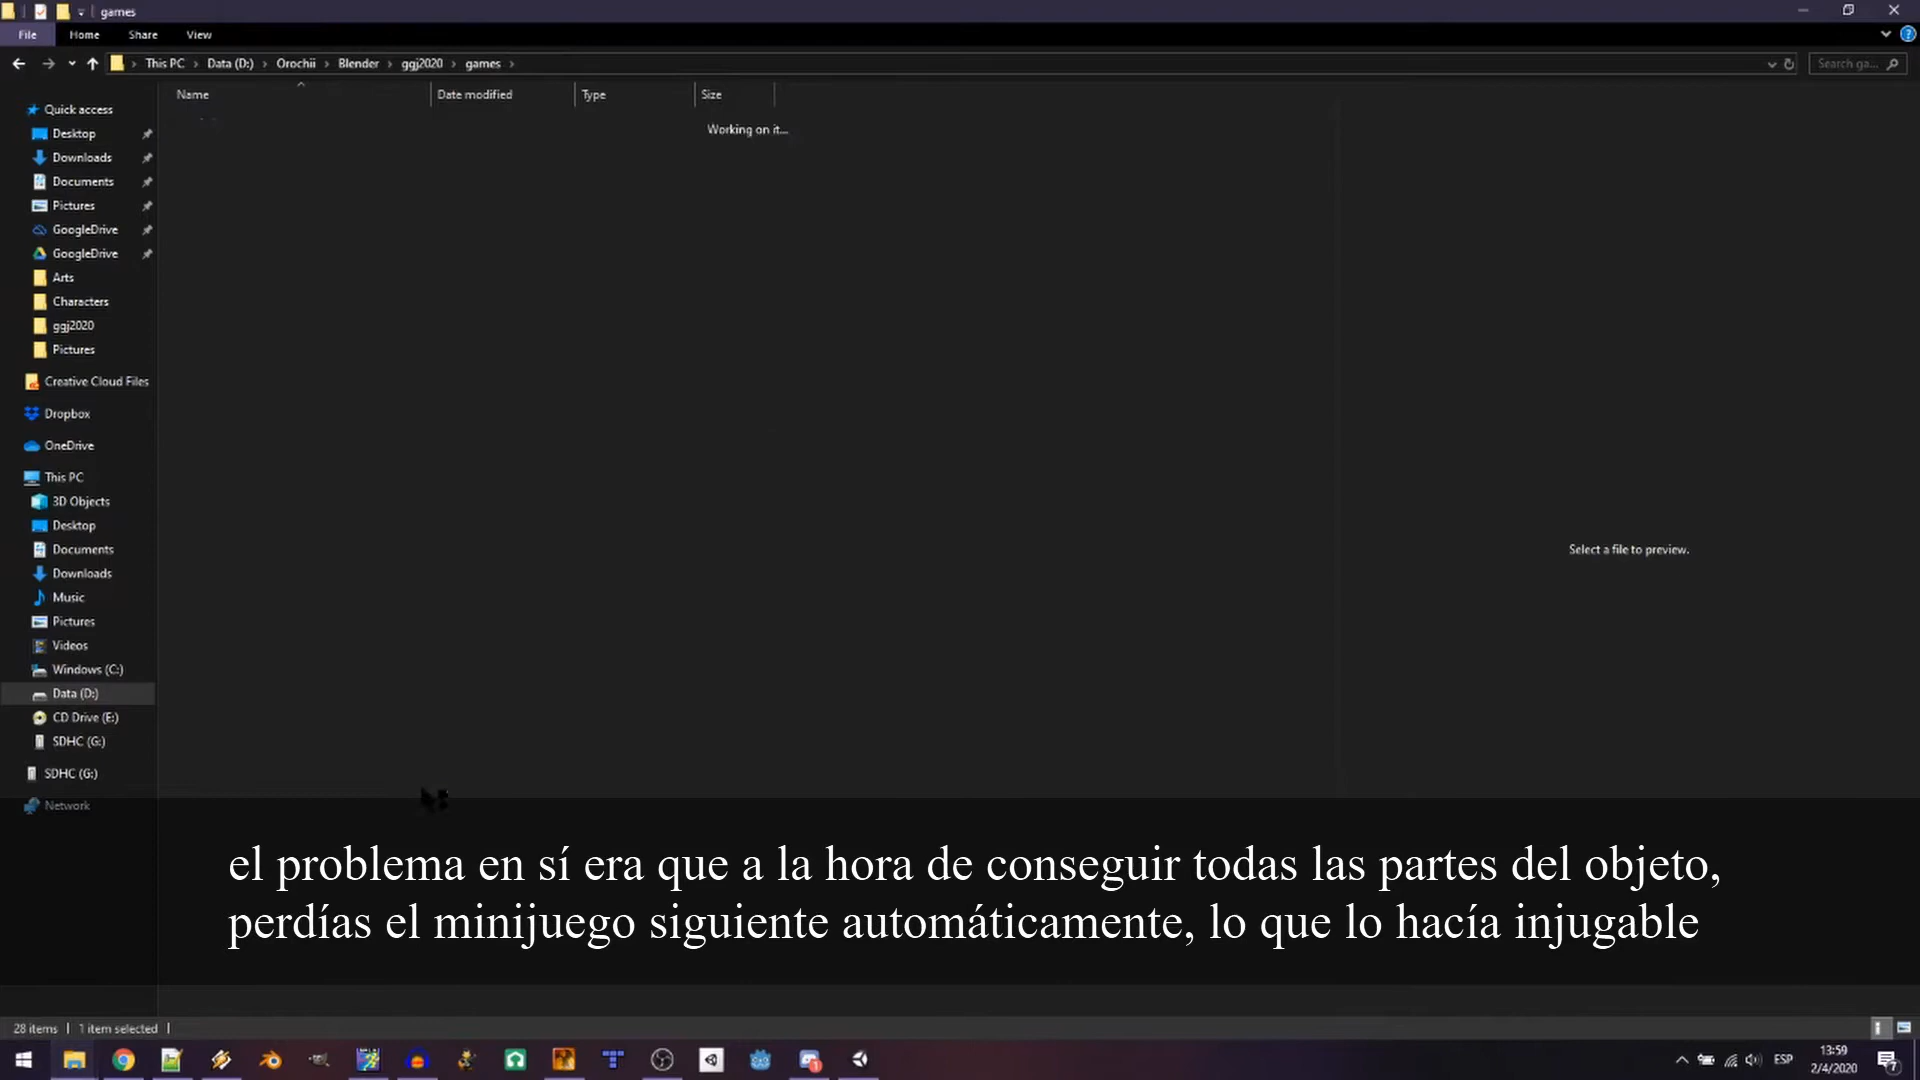 games
File Home Share View
This PC > Data (D:) > Orochii > Blender > ggj2020 > games >
Search ga...
Name Date modified Type Size
Working on it...
Quick access
Desktop
Downloads
Documents
Pictures
GoogleDrive
GoogleDrive
Arts
Characters
ggj2020
Pictures
Creative Cloud Files
Dropbox
OneDrive
This PC
3D Objects
Desktop
Documents
Downloads
Music
Pictures
Videos
Windows (C:)
Data (D:)
CD Drive (E:)
SDHC (G:)
SDHC (G:)
Network
Select a file to preview.
el problema en sí era que a la hora de conseguir todas las partes del objeto,
perdías el minijuego siguiente automáticamente, lo que lo hacía injugable
28 items 1 item selected
ESP
13:59
2/4/2020